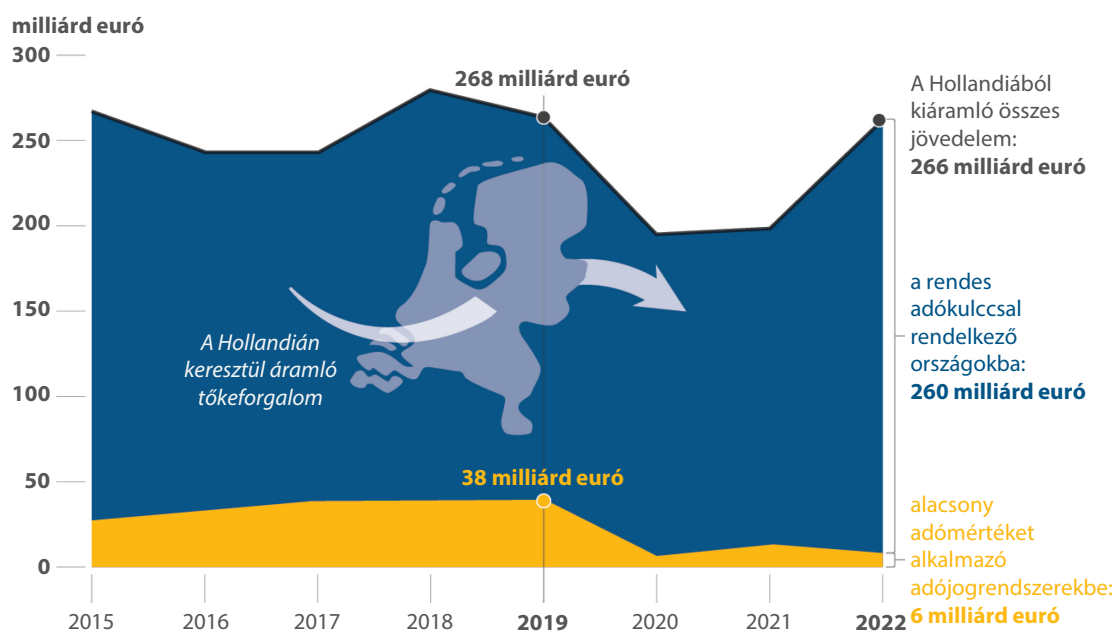 milliárd euró
300
250
200
150
100
50
0
268 milliárd euró
A Hollandián
keresztül áramló
tőkeforgalom
38 milliárd euró
2015
2016
2017
2018
2019
2020
2021
2022
A Hollandiából
kiáramló összes
jövedelem:
266 milliárd euró
a rendes
adókulccsal
rendelkező
országokba:
260 milliárd euró
alacsony
adómértéket
alkalmazó
adójogrendszerekbe:
6 milliárd euró